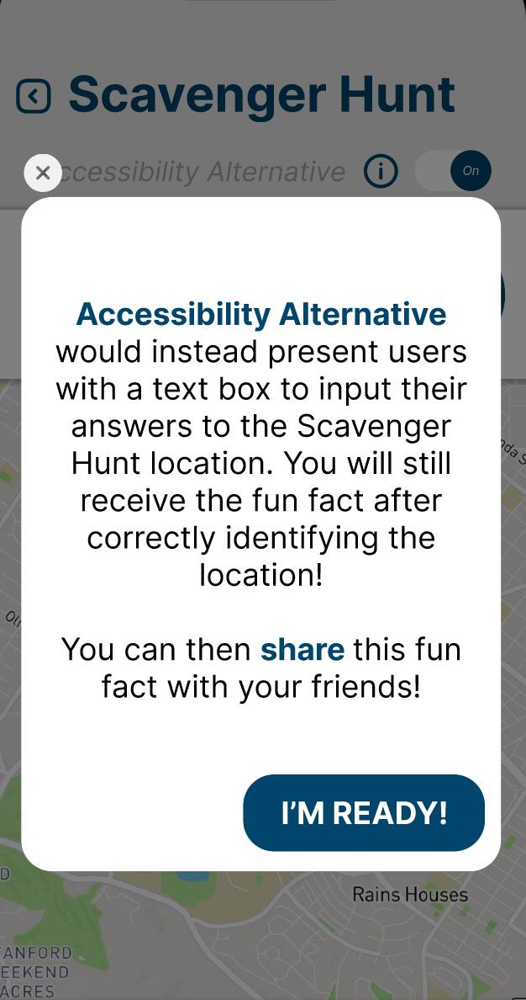 Scavenger Hunt
ccessibility Alternative
On
Accessibility Alternative
would instead present users
with a text box to input their
answers to the Scavenger
Hunt location. You will still
receive the fun fact after
correctly identifying the
location!
You can then share this fun
fact with your friends!
I’M READY!
Rains Houses
ANFORD
EEKEND
ACRES